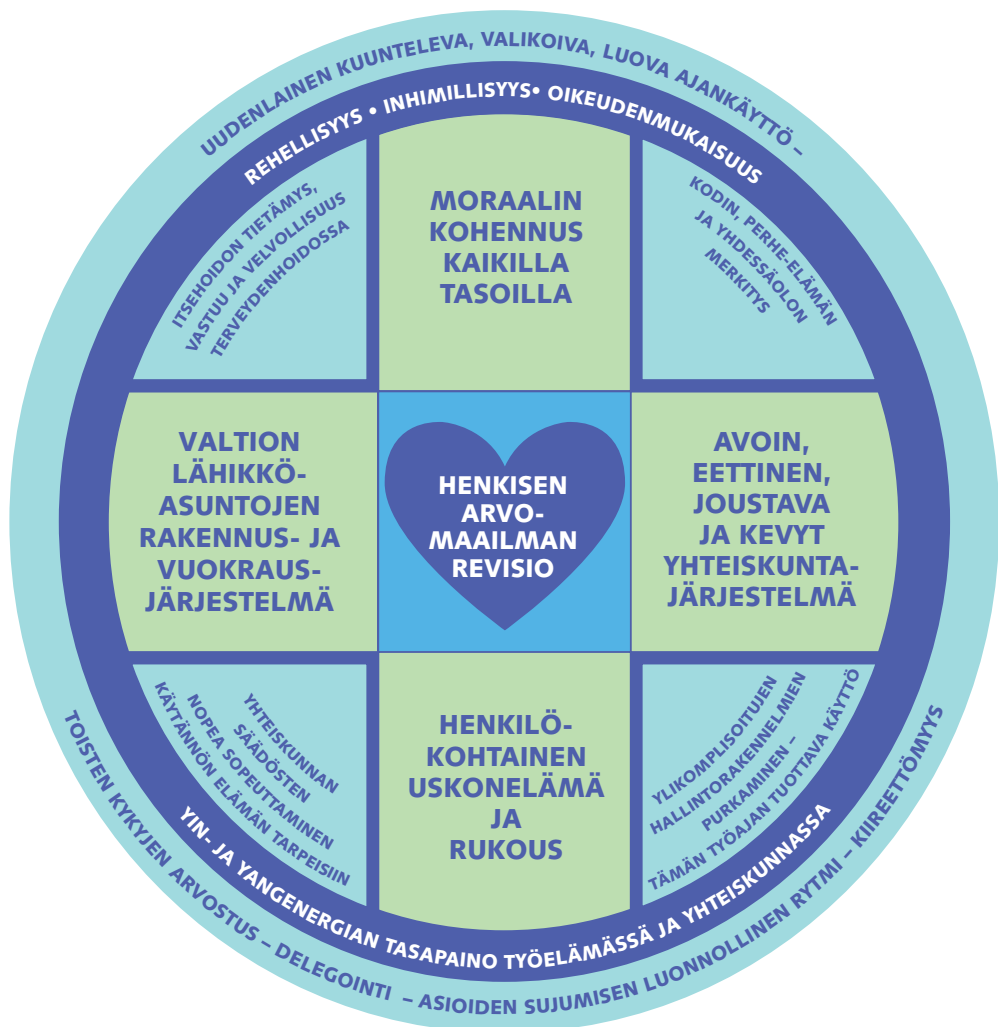 UUDENLAINEN KUUNTELEVA, VALIKOIVA, LUOVA AJANKÄYTTÖ –
REHELLISYYS • INHIMILLISYYS• OIKEUDENMUKAISUUS
ITSEHOIDON TIETÄMYS,
VASTUU JA VELVOLLISUUS
TERVEYDENHOIDOSSA
MORAALIN
KOHENNUS
KAIKILLA
TASOILLA
KODIN, PERHE-ELÄMÄN
JA YHDESSÄOLON
MERKITYS
VALTION
LÄHIKKÖ-
ASUNTOJEN
RAKENNUS- JA
VUOKRAUS-
JÄRJESTELMÄ
HENKISEN
ARVO-
MAAILMAN
REVISIO
AVOIN,
EETTINEN,
JOUSTAVA
JA KEVYT
YHTEISKUNTA-
JÄRJESTELMÄ
YHTEISKUNNAN
SÄÄDÖSTEN
NOPEA SOPEUTTAMINEN
KÄYTÄNNÖN ELÄMÄN TARPEISIIN
HENKILÖ-
KOHTAINEN
USKONELÄMÄ
JA
RUKOUS
YLIKOMPLISOITUJEN
HALLINTORAKENNELMIEN
PURKAMINEN –
TÄMÄN TYÖAJAN TUOTTAVA KÄYTTÖ
YIN- JA YANGENERGIAN TASAPAINO TYÖELÄMÄSSÄ JA YHTEISKUNNASSA
TOISTEN KYKYJEN ARVOSTUS – DELEGOINTI – ASIOIDEN SUJUMISEN LUONNOLLINEN RYTMI – KIIREETTÖMYYS